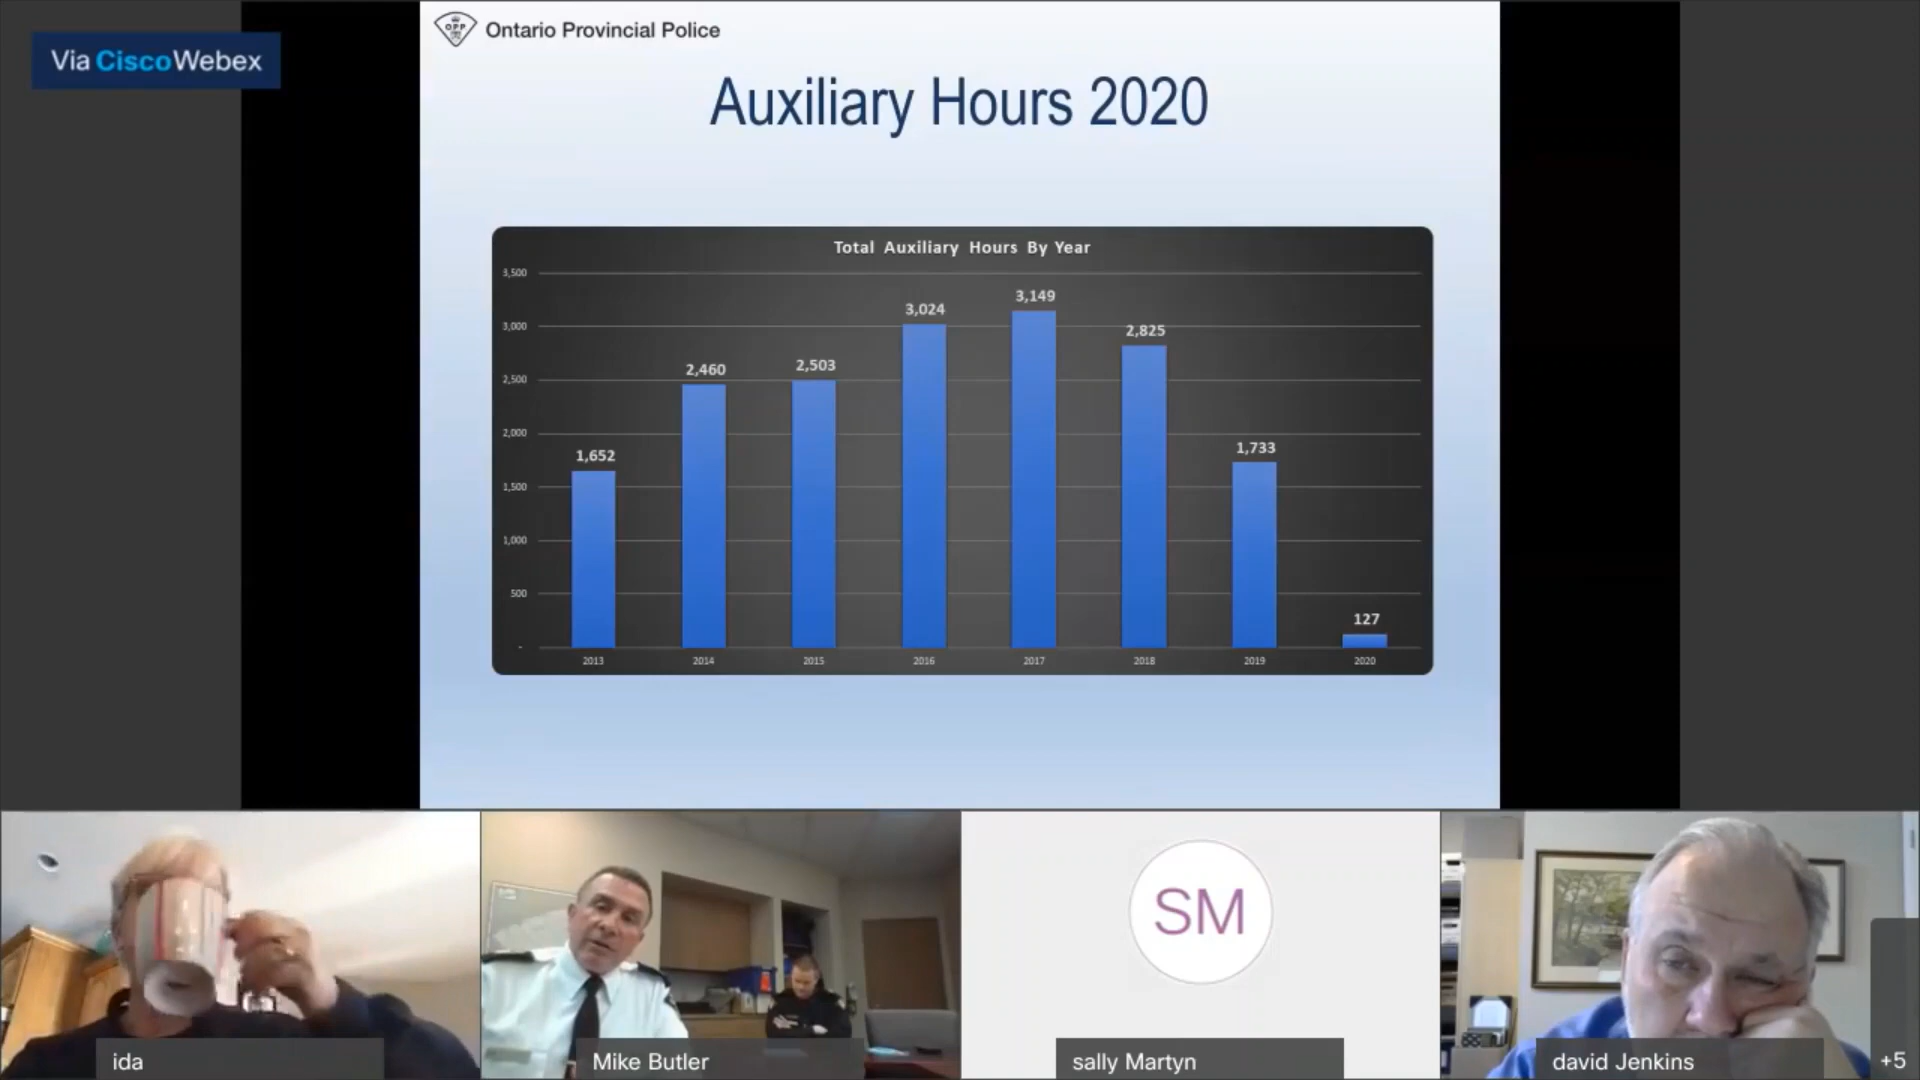 Via CiscoWebex
OPP
Ontario Provincial Police
Auxiliary Hours 2020
Total Auxiliary Hours By Year
3,500
3,000
2,500
2,000
1,500
1,000
500
-
1,652
2,460
2,503
3,024
3,149
2,825
1,733
127
2013 2014 2015 2016 2017 2018 2019 2020
SM
ida
Mike Butler
sally Martyn
david Jenkins
+5